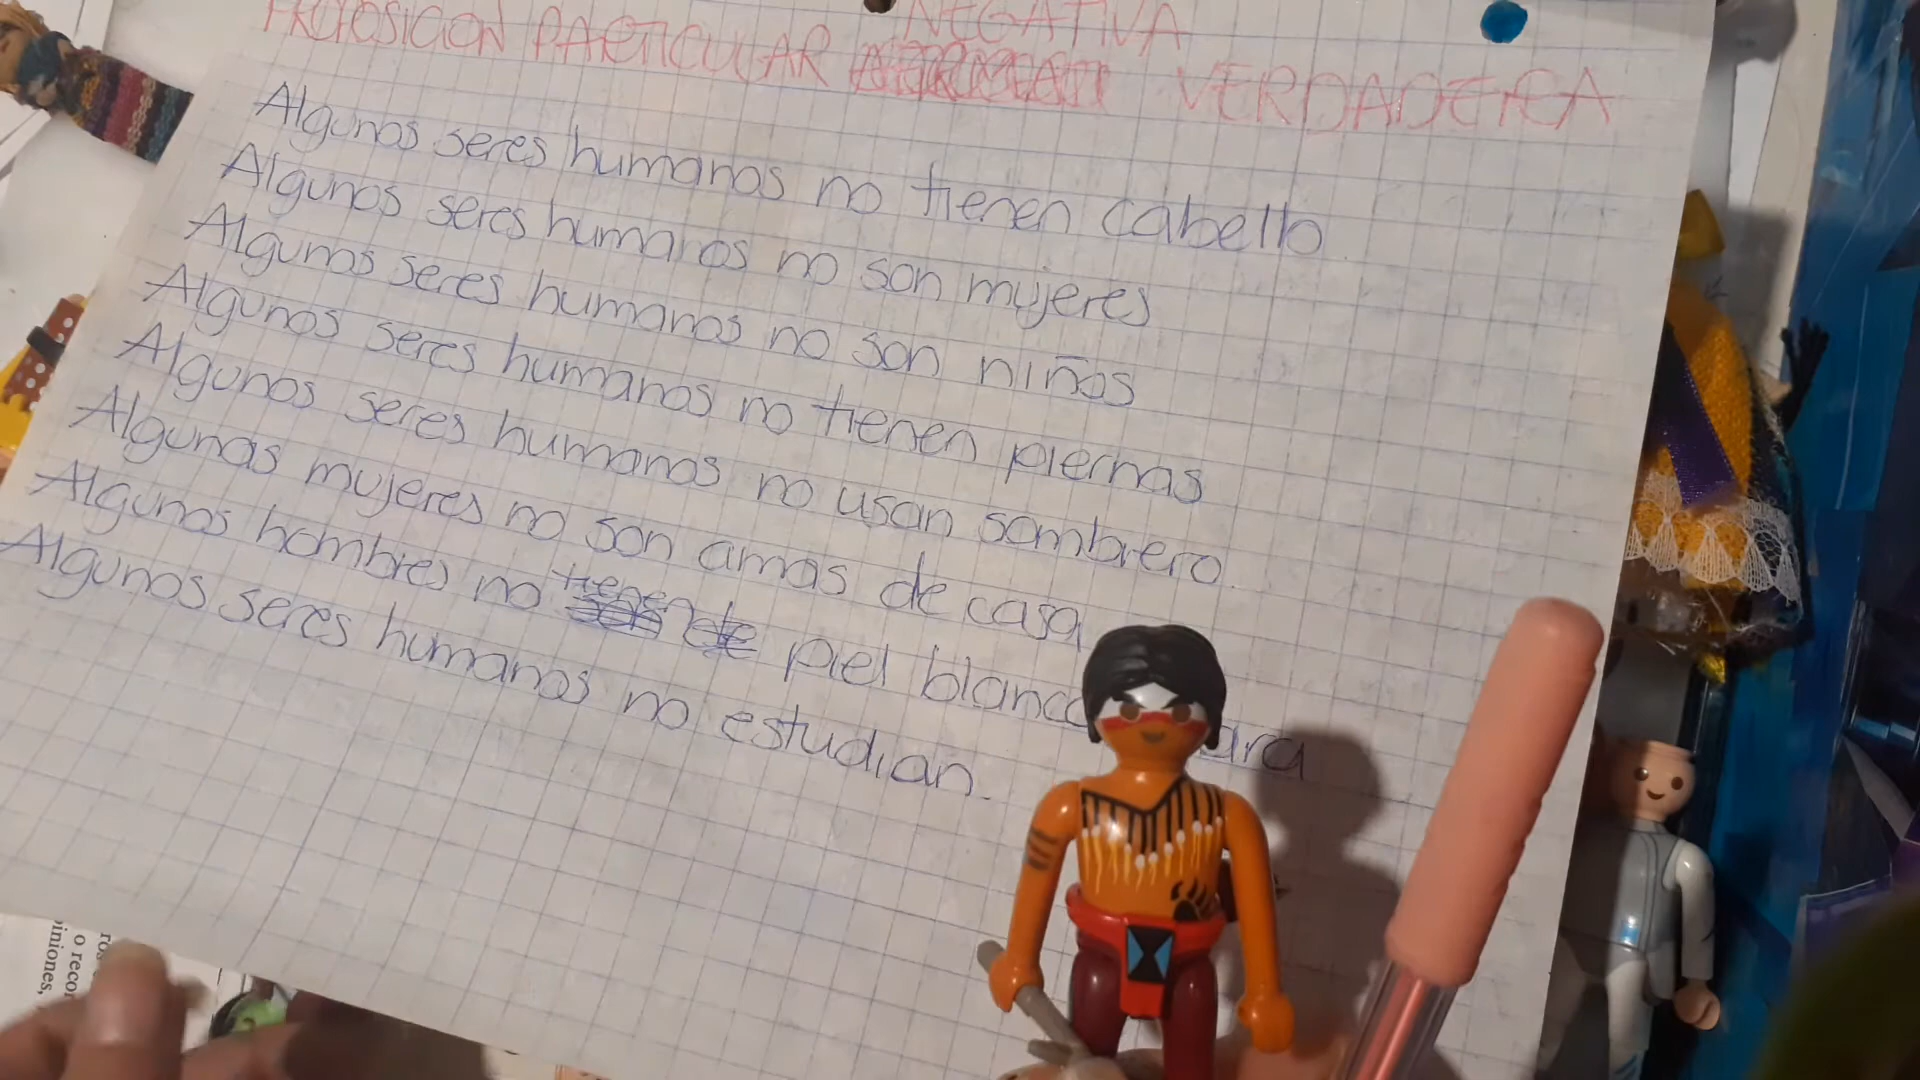 NEGATIVA
PROPOSICION PARTICULAR VERDADERA
Algunos seres humanos no tienen cabello.
Algunos seres humanos no son mujeres
Algunos seres humanos no son niños
Algunos seres humanos no tienen piernas
Algunos seres humanos no usan sombrero.
Algunas mujeres no son amas de casa
Algunos hombres no tienen piel blanca
Algunos seres humanos no estudian.
o recor
iniones,